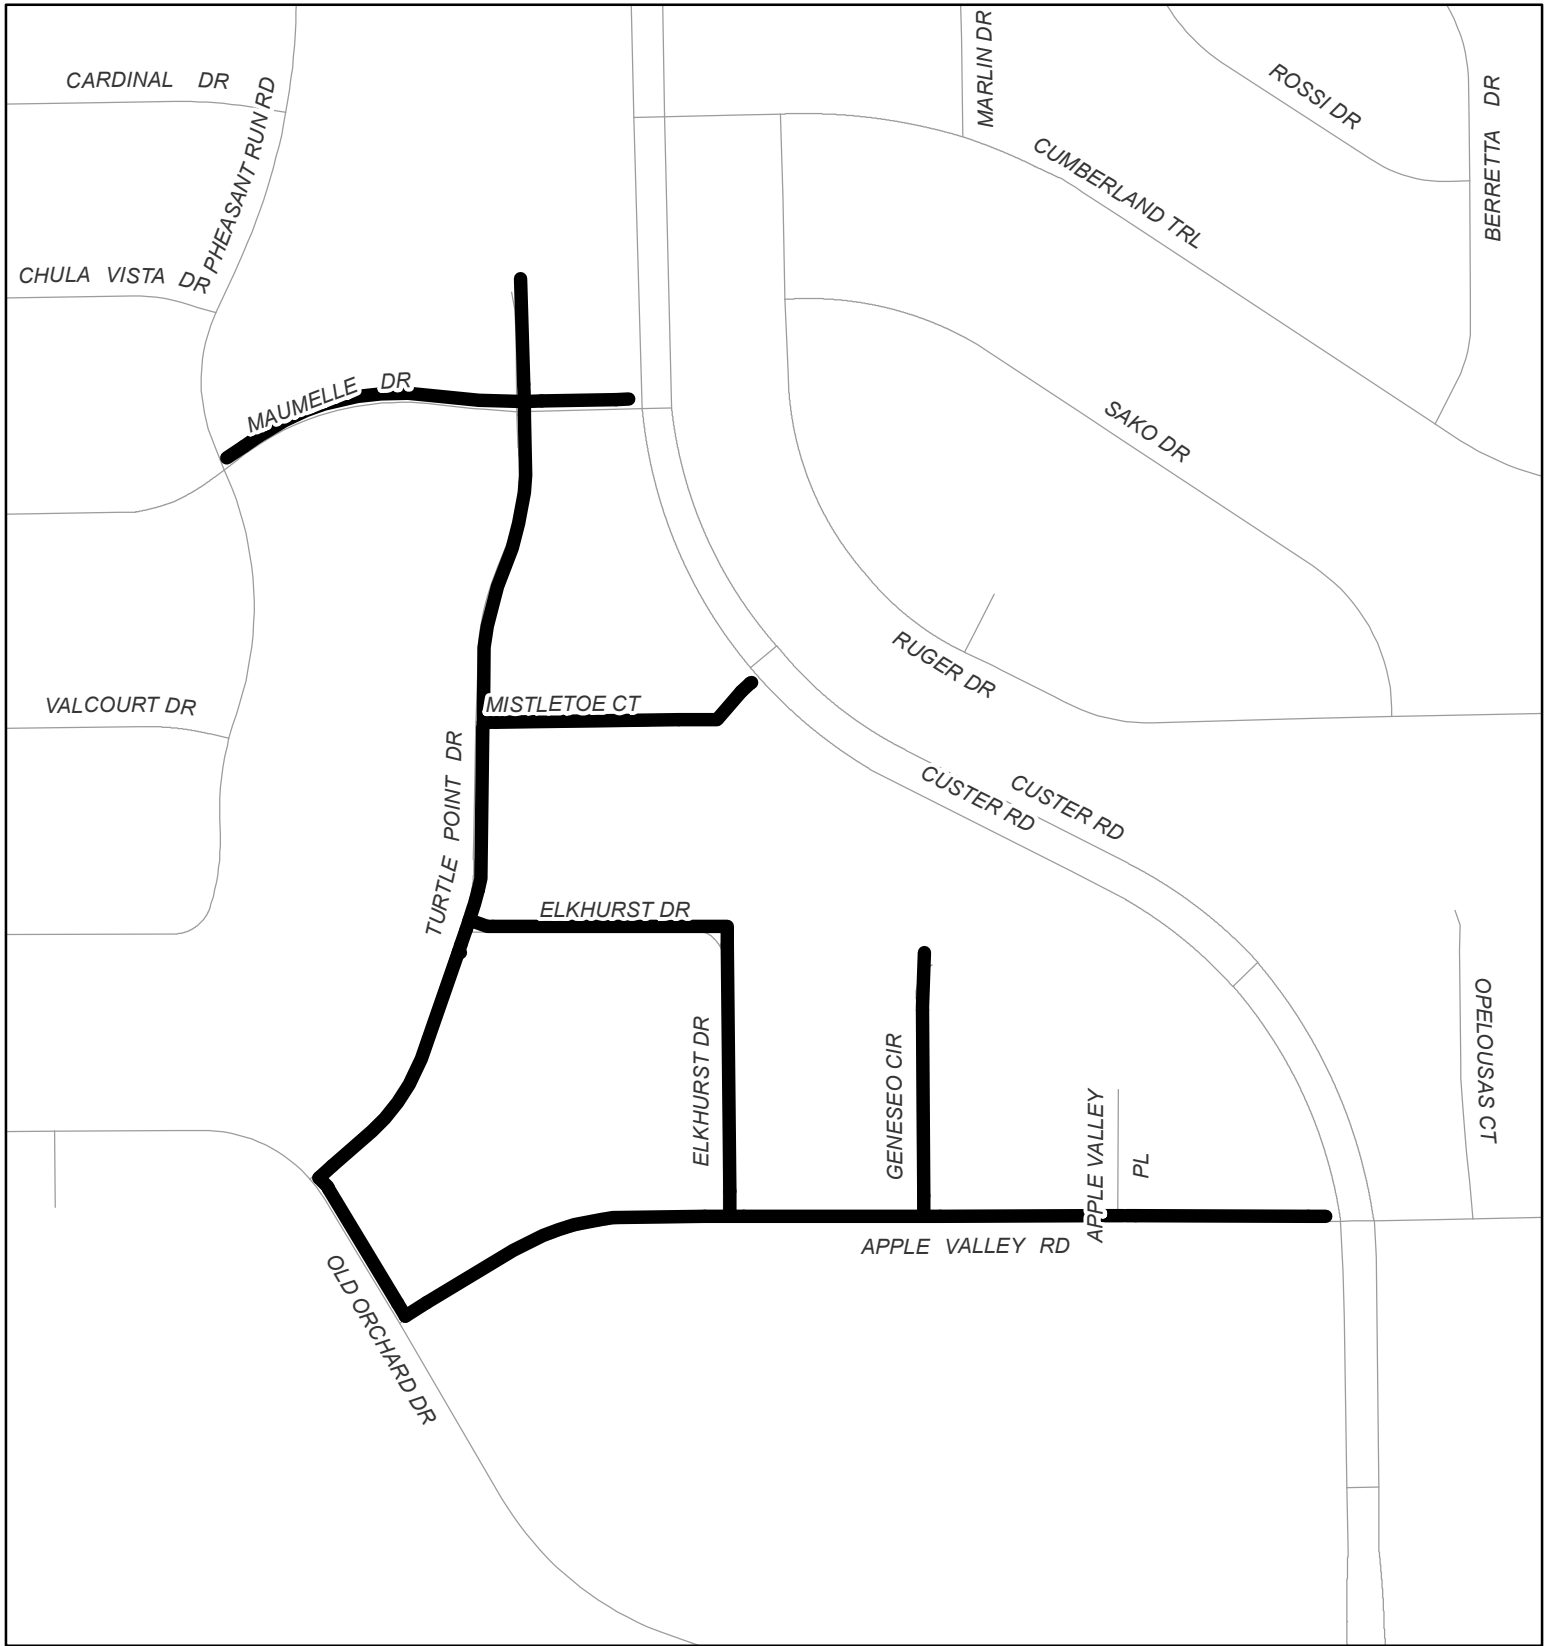 MARLIN DR
CARDINAL DR
ROSSI DR
BERRETTA DR
PHEASANT RUN RD
CUMBERLAND TRL
CHULA VISTA DR
MAUMELLE DR
SAKO DR
RUGER DR
MISTLETOE CT
VALCOURT DR
TURTLE POINT DR
CUSTER RD
CUSTER RD
ELKHURST DR
OPELOUSAS CT
ELKHURST DR
GENESEO CIR
APPLE VALLEY
PL
APPLE VALLEY RD
OLD ORCHARD DR